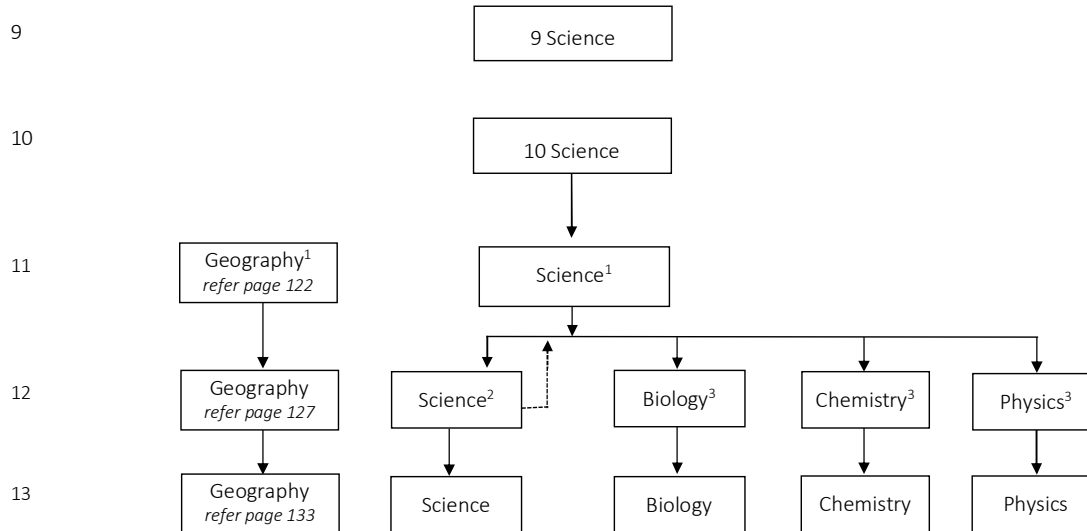 9
9 Science
10
10 Science
11
Geography¹
refer page 122
Science¹
12
Geography
refer page 127
Science²
Biology³
Chemistry³
Physics³
13
Geography
refer page 133
Science
Biology
Chemistry
Physics